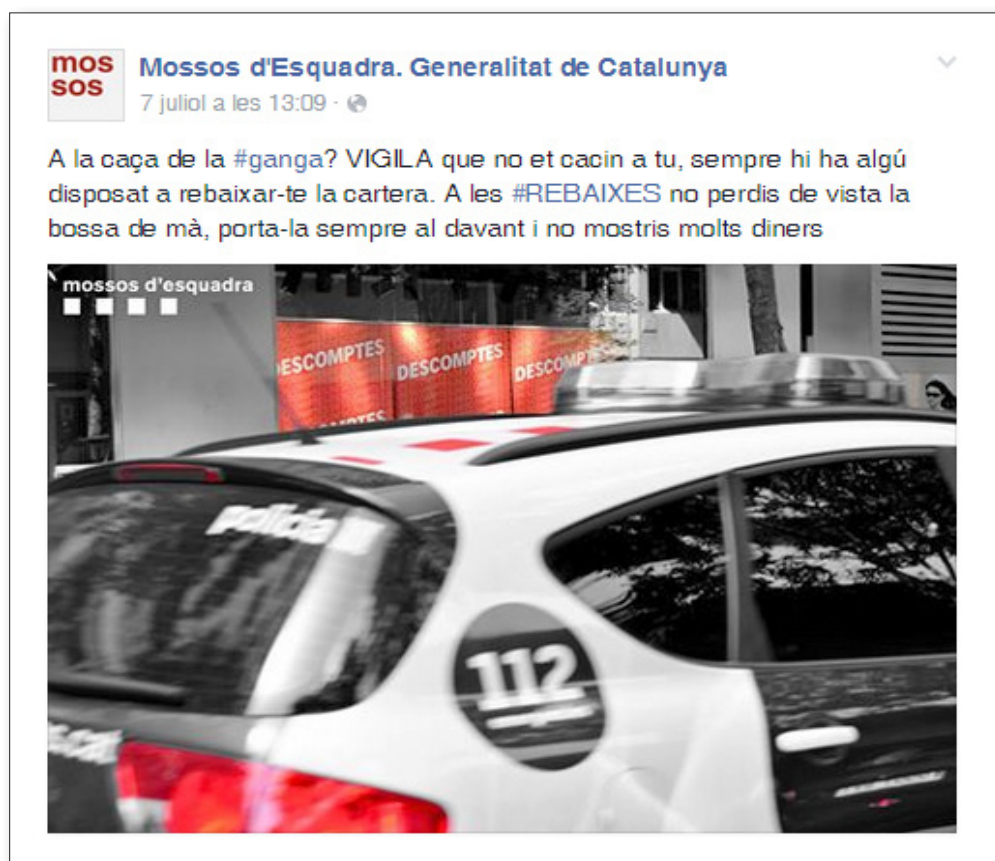 mos
sos
Mossos d'Esquadra. Generalitat de Catalunya
7 juliol a les 13:09 ·
A la caça de la #ganga? VIGILA que no et cacin a tu, sempre hi ha algú
disposat a rebaixar-te la cartera. A les #REBAIXES no perdis de vista la
bossa de mà, porta-la sempre al davant i no mostris molts diners
mossos d'esquadra
DESCOMPTES DESCOMPTES DESCOMPTES
policia
112